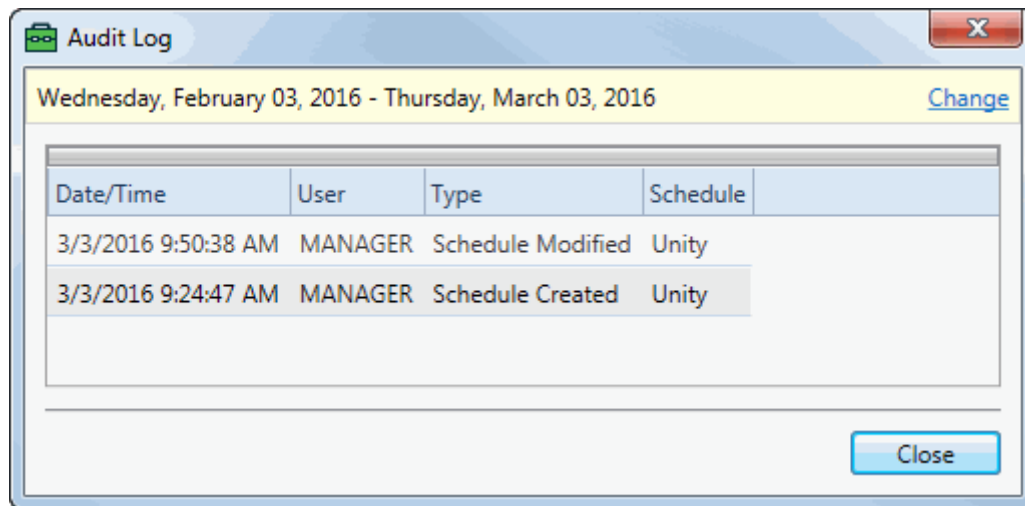 Audit Log
Wednesday, February 03, 2016 - Thursday, March 03, 2016 Change
Date/Time User Type Schedule
3/3/2016 9:50:38 AM MANAGER Schedule Modified Unity
3/3/2016 9:24:47 AM MANAGER Schedule Created Unity
Close